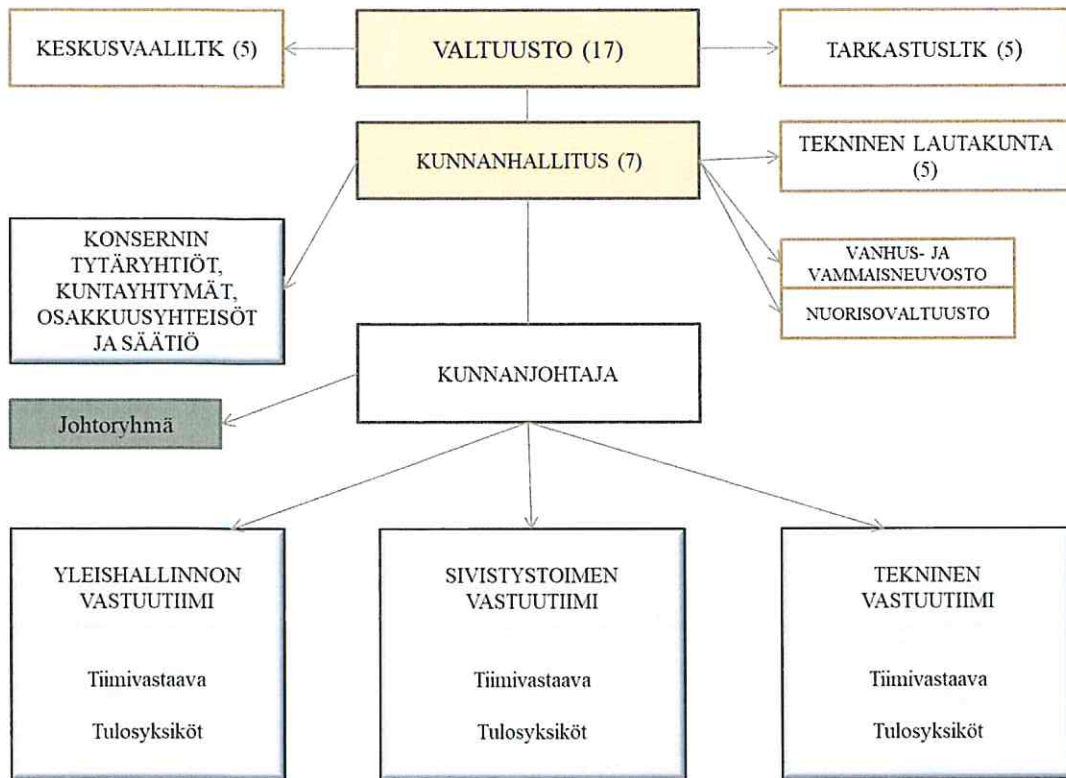 KESKUSVAALILTK (5)
VALTUUSTO (17)
TARKASTUSLTK (5)
KUNNANHALLITUS (7)
TEKNINEN LAUTAKUNTA
(5)
KONSERNIN
TYTÄRYHTIÖT,
KUNTAYHTYMÄT,
OSAKKUUSYHTEISÖT
JA SÄÄTIÖ
VANHUS- JA
VAMMAISNEUVOSTO
NUORISOVALTUUSTO
KUNNANJOHTAJA
Johtoryhmä
YLEISHALLINNON
VASTUUTIIMI
Tiimivastaava
Tulosyksiköt
SIVISTYSTOIMEN
VASTUUTIIMI
Tiimivastaava
Tulosyksiköt
TEKNINEN
VASTUUTIIMI
Tiimivastaava
Tulosyksiköt